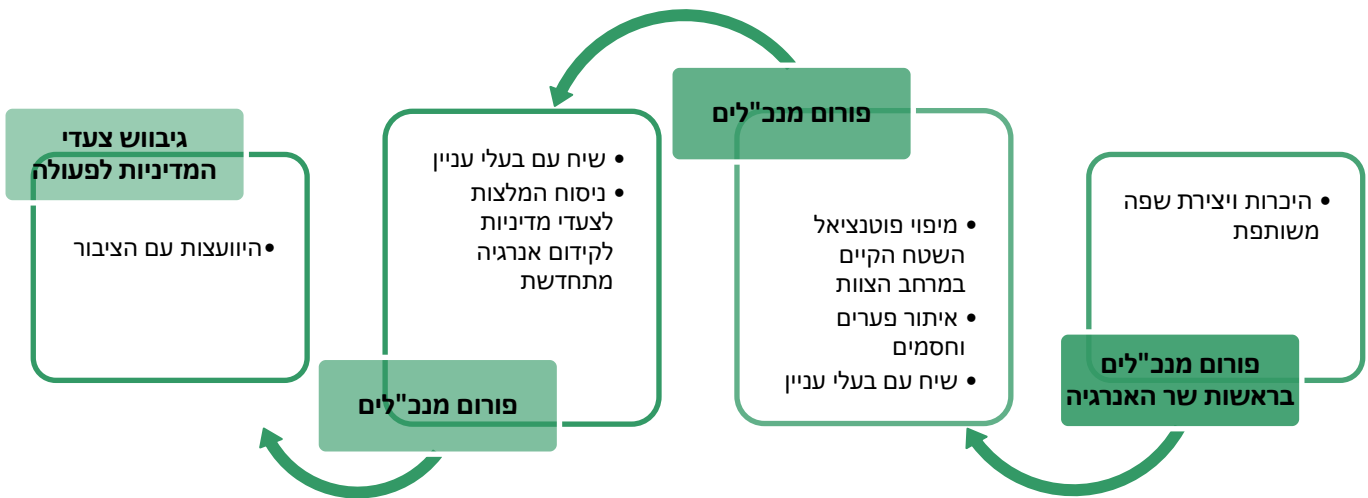 • היכרות ויצירת שפה
משותפת
פורום מנכ"לים
בראשות שר האנרגיה
פורום מנכ"לים
• מיפוי פוטנציאל
השטח הקיים
במרחב הצוות
• איתור פערים
וחסמים
• שיח עם בעלי עניין
• שיח עם בעלי עניין
• ניסוח המלצות
לצעדי מדיניות
לקידום אנרגיה
מתחדשת
פורום מנכ"לים
גיבווש צעדי
המדיניות לפעולה
•היוועצות עם הציבור